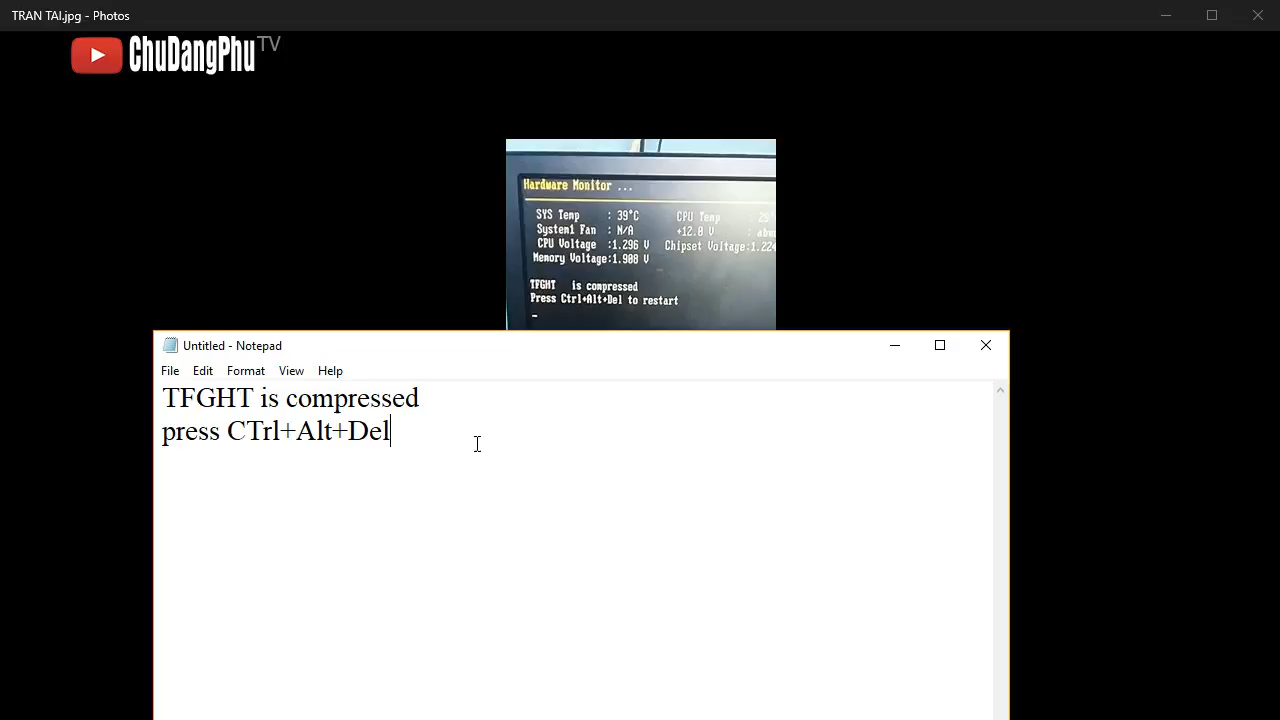 TRAN TAI.jpg - Photos
ChuDangPhu TV
Hardware Monitor ...
SYS Temp : 39°C CPU Temp
System1 Fan : N/A +12.0 V
CPU Voltage :1.296 V Chipset Voltage:1.224
Memory Voltage:1.908 V
TFGHT is compressed
Press Ctrl+Alt+Del to restart
Untitled - Notepad
File Edit Format View Help
TFGHT is compressed
press CTrl+Alt+Del